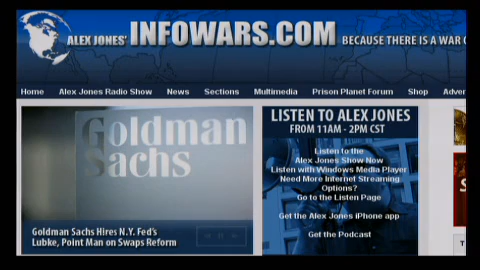 ALEX JONES' INFOWARS.COM BECAUSE THERE IS A WAR
Home Alex Jones Radio Show News Sections Multimedia Prison Planet Forum Shop
Goldman
Sachs
Goldman Sachs Hires N.Y. Fed's
Lubke, Point Man on Swaps Reform
LISTEN TO ALEX JONES
FROM 11AM - 2PM CST
Listen to the
Alex Jones Show Now
Listen with Windows Media Player
Need More Internet Streaming
Options?
Go to the Listen Page
Get the Alex Jones iPhone app
Get the Podcast